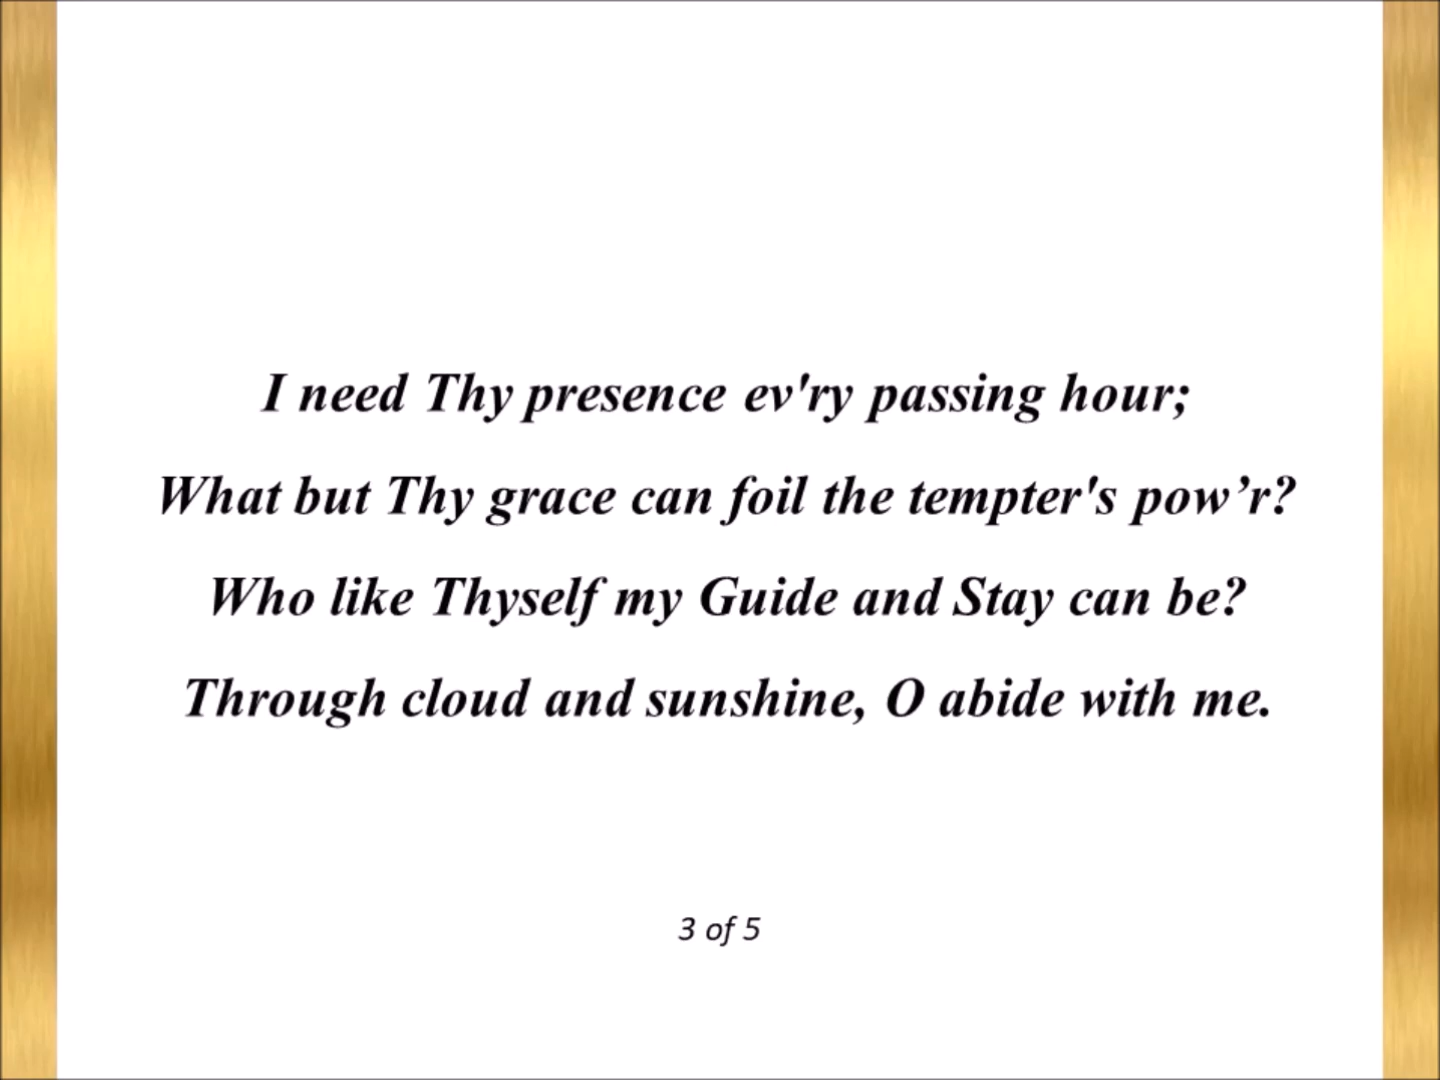 I need Thy presence ev'ry passing hour;
What but Thy grace can foil the tempter's pow’r?
Who like Thyself my Guide and Stay can be?
Through cloud and sunshine, O abide with me.
3 of 5